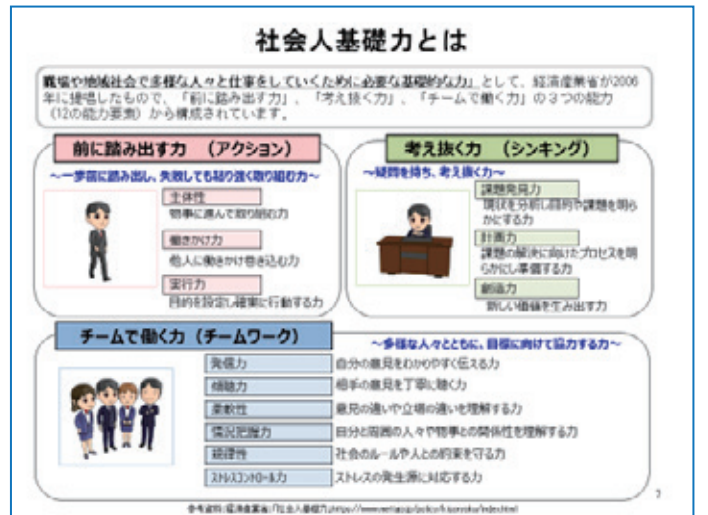 社会人基礎力とは
職場や地域社会で多様な人々と仕事をしていくために必要な基礎的な力」として、経済産業省が2006
年に提唱したもので、「前に踏み出す力」、「考え抜く力」、「チームで働く力」の3つの能力
（12の能力要素）から構成されています。
前に踏み出す力　（アクション）
～一歩前に踏み出し、失敗しても粘り強く取り組む力～
主体性
物事に進んで取り組む力
働きかけ力
他人に働きかけ巻き込む力
実行力
目的を設定し確実に行動する力
考え抜く力　（シンキング）
～疑問を持ち、考え抜く力～
課題発見力
現状を分析し目的や課題を明ら
かにする力
計画力
課題の解決に向けたプロセスを明
らかにし準備する力
創造力
新しい価値を生み出す力
チームで働く力（チームワーク）
～多様な人々とともに、目標に向けて協力する力～
発信力　自分の意見をわかりやすく伝える力
傾聴力　相手の意見を丁寧に聴く力
柔軟性　意見の違いや立場の違いを理解する力
情況把握力　自分と周囲の人々や物事との関係性を理解する力
規律性　社会のルールや人との約束を守る力
ストレスコントロール力　ストレスの発生源に対応する力
7
参考資料：経済産業省：「社会人基礎力」